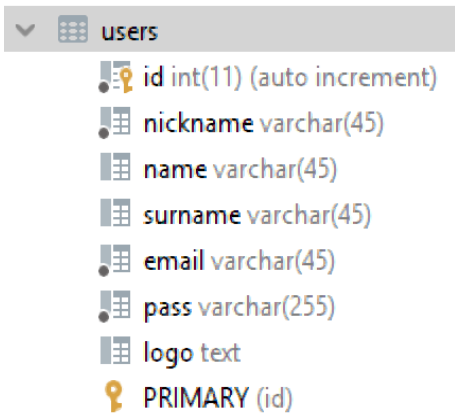 users
id int(11) (auto increment)
nickname varchar(45)
name varchar(45)
surname varchar(45)
email varchar(45)
pass varchar(255)
logo text
PRIMARY (id)